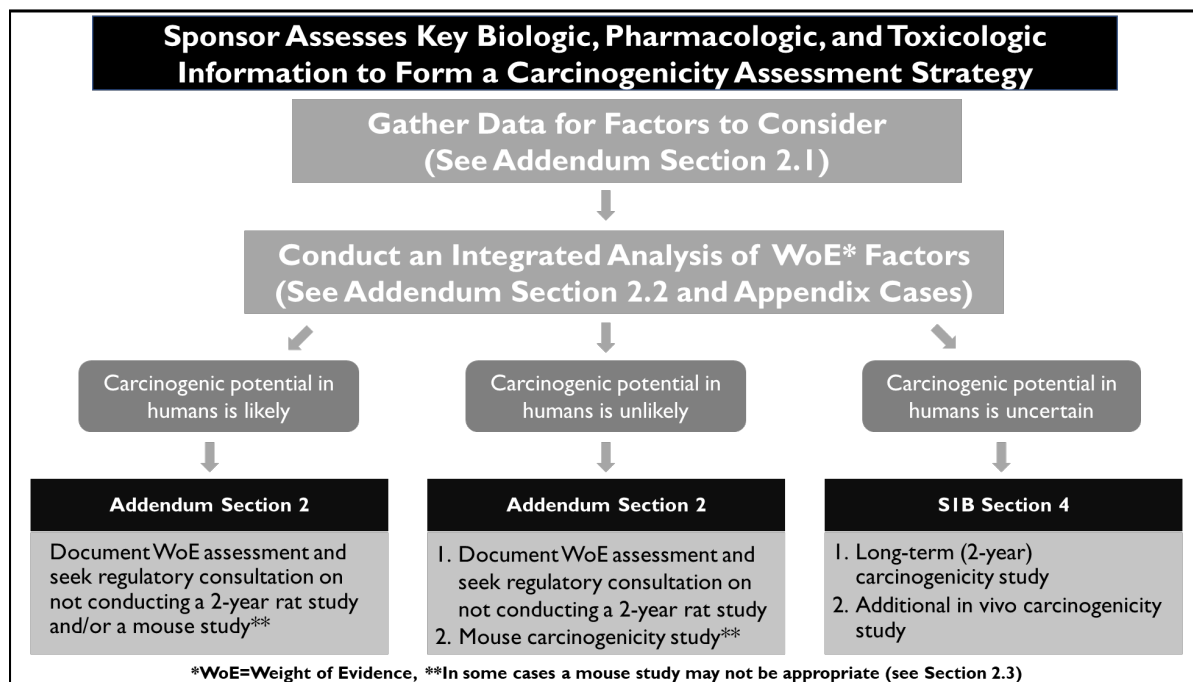 Sponsor Assesses Key Biologic, Pharmacologic, and Toxicologic
Information to Form a Carcinogenicity Assessment Strategy
Gather Data for Factors to Consider
(See Addendum Section 2.1)
Conduct an Integrated Analysis of WoE* Factors
(See Addendum Section 2.2 and Appendix Cases)
Carcinogenic potential in
humans is likely
Carcinogenic potential in
humans is unlikely
Carcinogenic potential in
humans is uncertain
Addendum Section 2
Document WoE assessment and
seek regulatory consultation on
not conducting a 2-year rat study
and/or a mouse study**
Addendum Section 2
1. Document WoE assessment and
seek regulatory consultation on
not conducting a 2-year rat study
2. Mouse carcinogenicity study**
S1B Section 4
1. Long-term (2-year)
carcinogenicity study
2. Additional in vivo carcinogenicity
study
*WoE=Weight of Evidence, **In some cases a mouse study may not be appropriate (see Section 2.3)